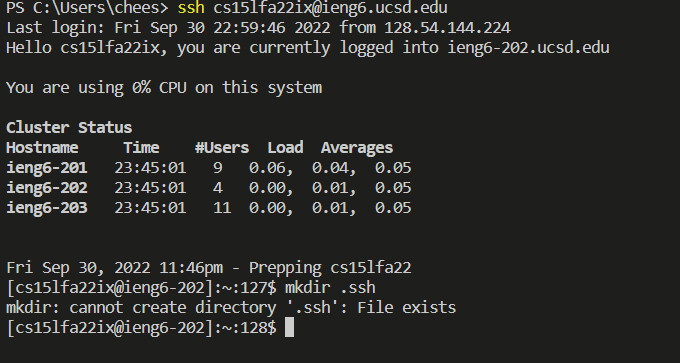 PS C:\Users\chees> ssh cs15lfa22ix@ieng6.ucsd.edu
Last login: Fri Sep 30 22:59:46 2022 from 128.54.144.224
Hello cs15lfa22ix, you are currently logged into ieng6-202.ucsd.edu
You are using 0% CPU on this system
Cluster Status
Hostname Time #Users Load Averages
ieng6-201 23:45:01 9 0.06, 0.04, 0.05
ieng6-202 23:45:01 4 0.00, 0.01, 0.05
ieng6-203 23:45:01 11 0.00, 0.01, 0.05
Fri Sep 30, 2022 11:46pm - Prepping cs15lfa22
[cs15lfa22ix@ieng6-202]:~:127$ mkdir .ssh
mkdir: cannot create directory '.ssh': File exists
[cs15lfa22ix@ieng6-202]:~:128$